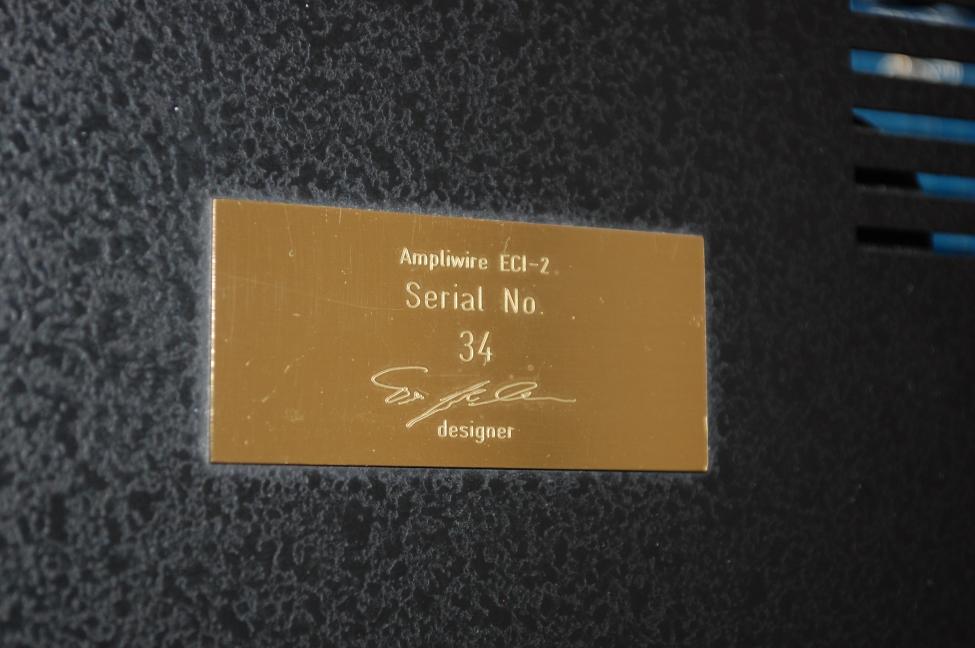 Ampliwire ECI-2
Serial No.
34
designer